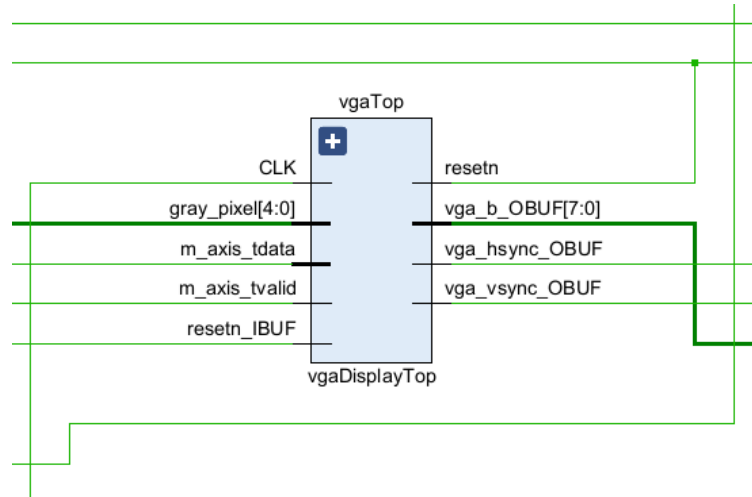 vgaTop
CLK
resetn
gray_pixel[4:0]
vga_b_OBUF[7:0]
m_axis_tdata
vga_hsync_OBUF
m_axis_tvalid
vga_vsync_OBUF
resetn_IBUF
vgaDisplayTop